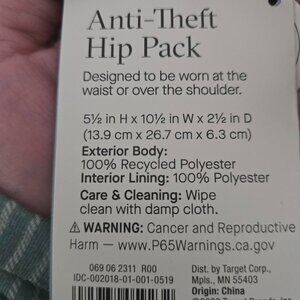 Anti-Theft
Hip Pack
Designed to be worn at the
waist or over the shoulder.
5½ in H x 10½ in W x 2½ in D
(13.9 cm x 26.7 cm x 6.3 cm)
Exterior Body:
100% Recycled Polyester
Interior Lining: 100% Polyester
Care & Cleaning: Wipe
clean with damp cloth.
⚠ WARNING: Cancer and Reproductive
Harm — www.P65Warnings.ca.gov
069 06 2311 R00
IDC-002018-01-001-0519
Dist. by Target Corp.,
Mpls., MN 55403
Origin: China